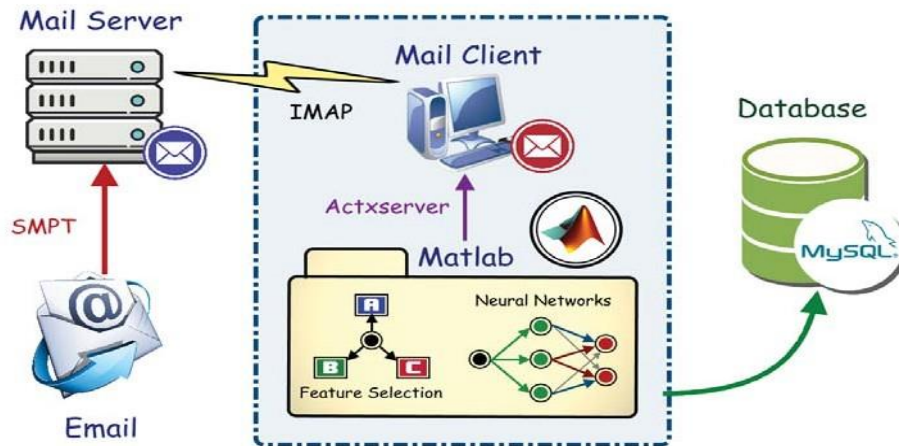 Mail Server
Mail Client
IMAP
Database
SMPT
Actxserver
Matlab
MySQL®
Neural Networks
A
B
C
Feature Selection
@
Email